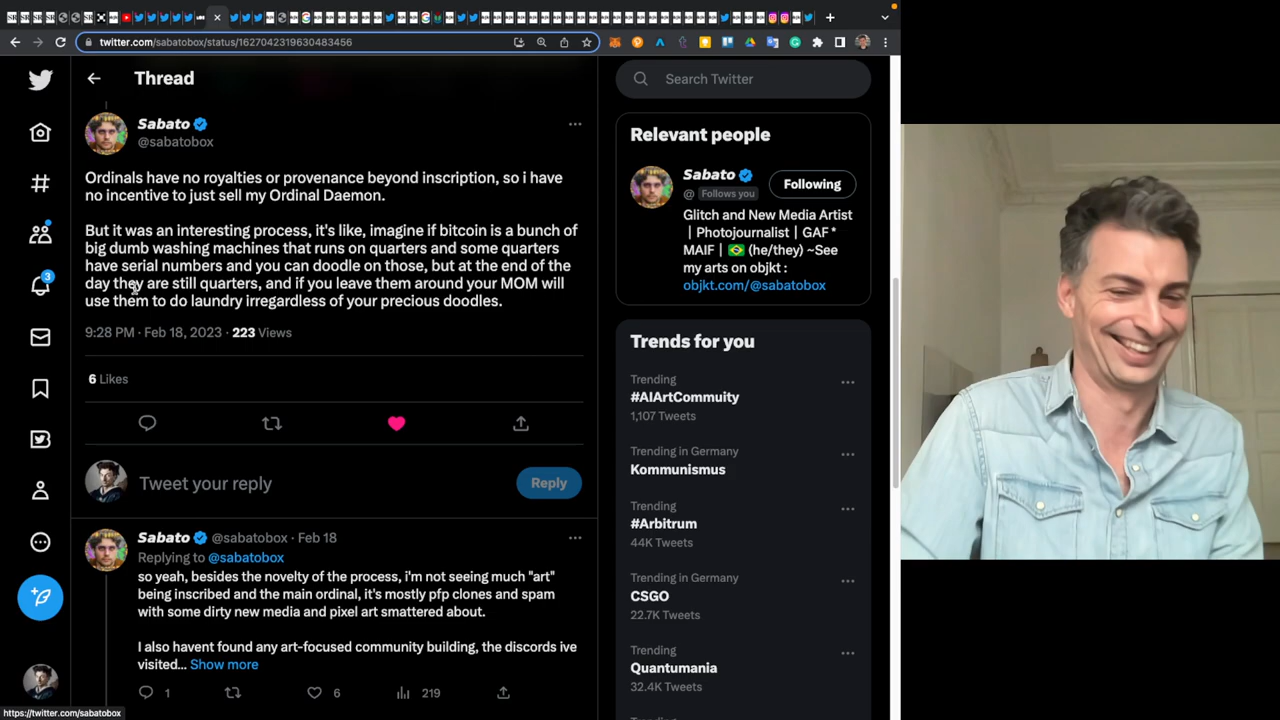 twitter.com/sabatobox/status/1627042319630483456
Thread
Search Twitter
Sabato
@sabatobox
Ordinals have no royalties or provenance beyond inscription, so i have
no incentive to just sell my Ordinal Daemon.
But it was an interesting process, it's like, imagine if bitcoin is a bunch of
big dumb washing machines that runs on quarters and some quarters
have serial numbers and you can doodle on those, but at the end of the
day they are still quarters, and if you leave them around your MOM will
use them to do laundry irregardless of your precious doodles.
9:28 PM · Feb 18, 2023 · 223 Views
6 Likes
3
Tweet your reply
Reply
Sabato @sabatobox · Feb 18
Replying to @sabatobox
so yeah, besides the novelty of the process, i'm not seeing much "art"
being inscribed and the main ordinal, it's mostly pfp clones and spam
with some dirty new media and pixel art smattered about.
I also havent found any art-focused community building, the discords ive
visited... Show more
1
6
219
Relevant people
Sabato
@ Follows you
Following
Glitch and New Media Artist
| Photojournalist | GAF *
MAIF | 🇧🇷 (he/they) ~See
my arts on objkt :
objkt.com/@sabatobox
Trends for you
Trending
#AIArtCommuity
1,107 Tweets
Trending in Germany
Kommunismus
Trending
#Arbitrum
44K Tweets
Trending in Germany
CSGO
22.7K Tweets
Trending
Quantumania
32.4K Tweets
https://twitter.com/sabatobox